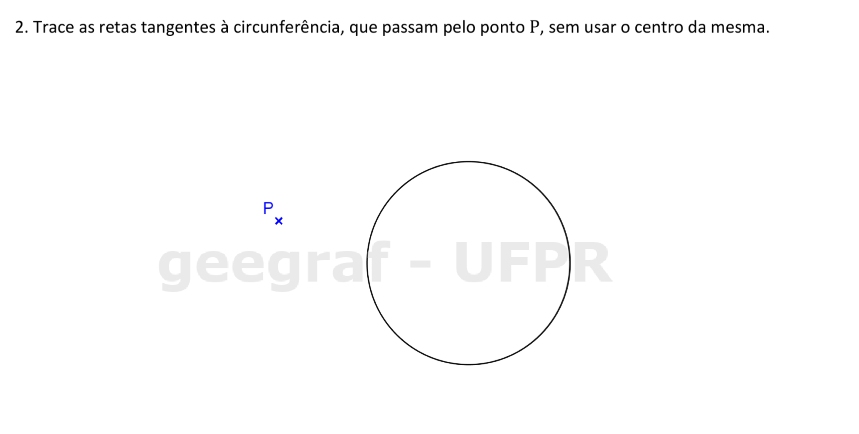 2. Trace as retas tangentes à circunferência, que passam pelo ponto P, sem usar o centro da mesma.
P
geegraf - UFPR